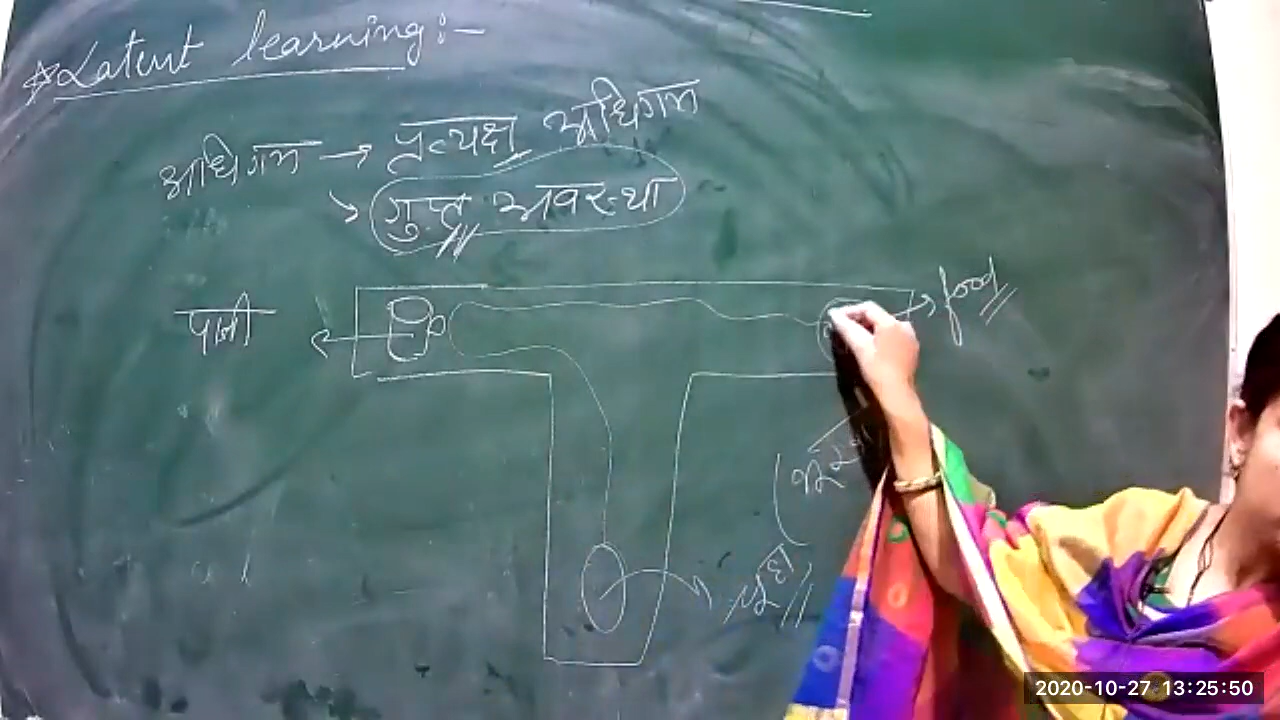 ☆ Latent learning:-
अधिगम → प्रत्यक्ष अधिगम
↘ गुप्त अवस्था
पानी
→ food
चूहा
2020-10-27 13:25:50